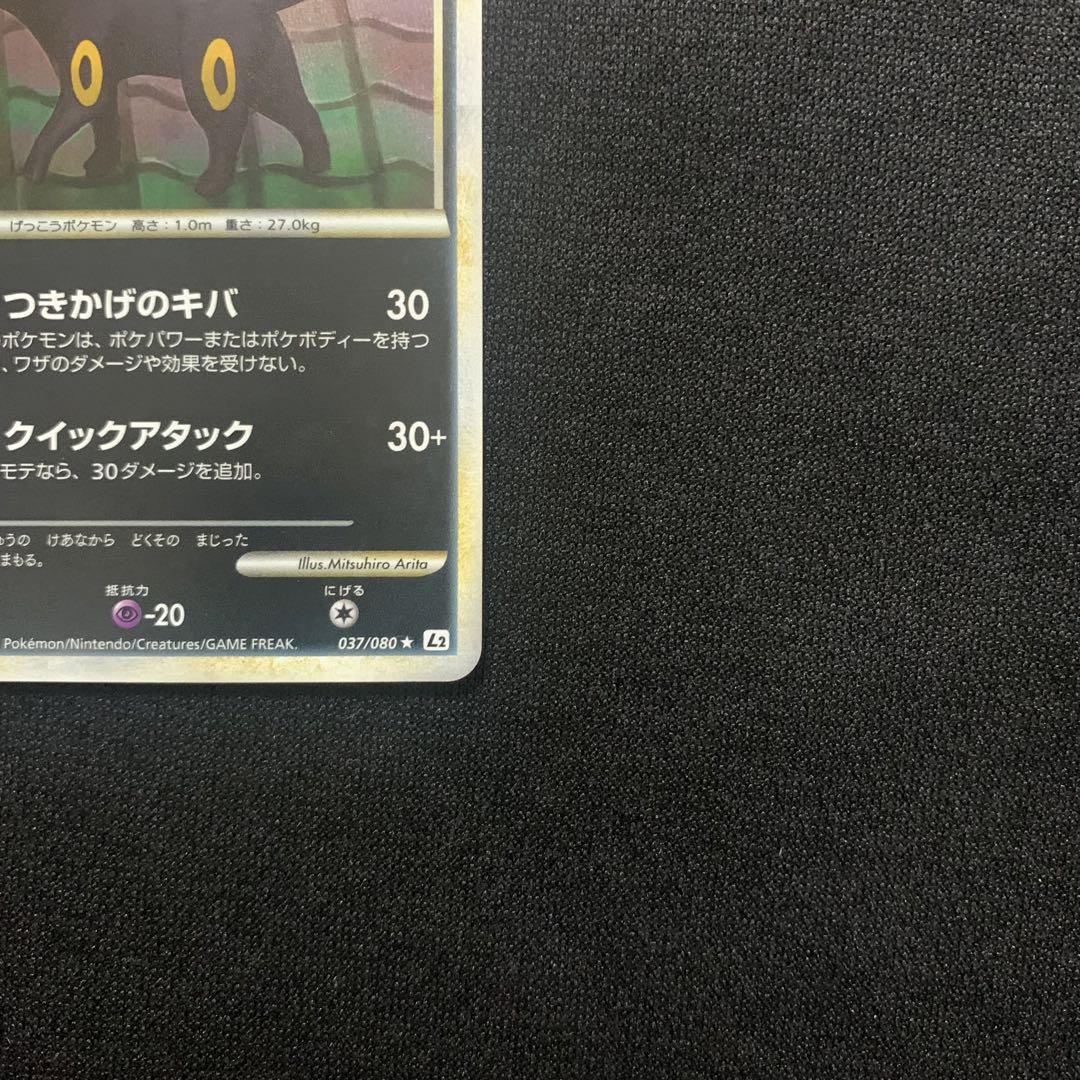 げっこうポケモン 高さ：1.0m 重さ：27.0kg
つきかげのキバ 30
ポケモンは、ポケパワーまたはポケボディーを持つ
、ワザのダメージや効果を受けない。
クイックアタック 30+
モテなら、30ダメージを追加。
うの けあなから どくその まじった
まもる。
Illus.Mitsuhiro Arita
抵抗力 にげる
-20
Pokémon/Nintendo/Creatures/GAME FREAK. 037/080 ★ L2